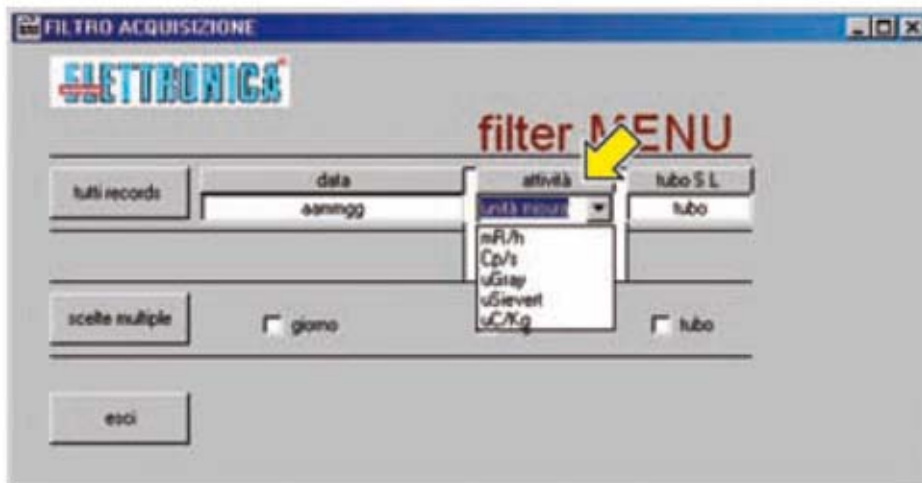 FILTRO ACQUISIZIONE
ELETTRONICA
filter MENU
tutti records
data
attività
tubo S L
aammgg
unità misura
tubo
mR/h
Cp/s
uGray
uSievert
uC/Kg
scelte multiple
giorno
tubo
esci